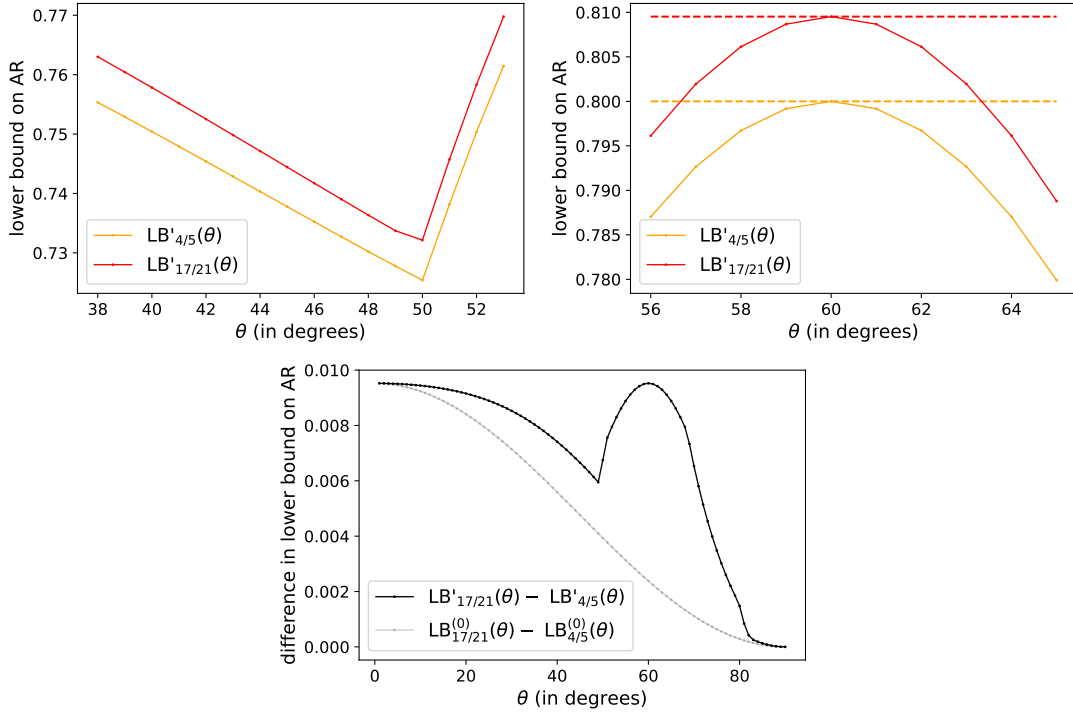 lower bound on AR
0.77
0.76
0.75
0.74
0.73
LB'4/5(θ)
LB'17/21(θ)
38 40 42 44 46 48 50 52
θ (in degrees)
lower bound on AR
0.810
0.805
0.800
0.795
0.790
0.785
0.780
LB'4/5(θ)
LB'17/21(θ)
56 58 60 62 64
θ (in degrees)
difference in lower bound on AR
0.010
0.008
0.006
0.004
0.002
0.000
LB'17/21(θ) − LB'4/5(θ)
LB(0)17/21(θ) − LB(0)4/5(θ)
0 20 40 60 80
θ (in degrees)